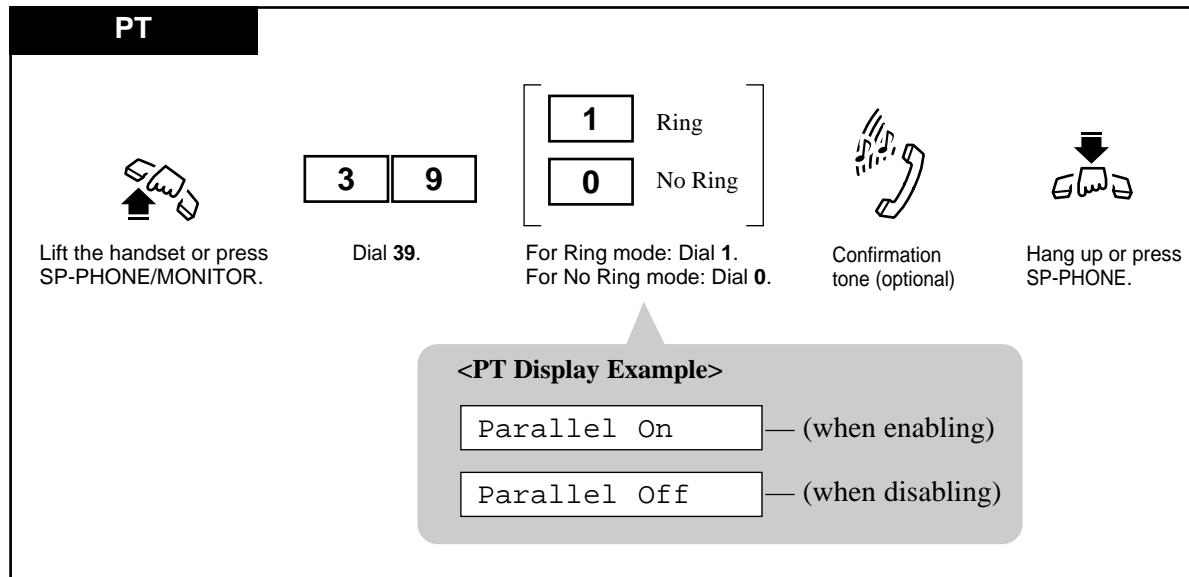 PT
1 Ring
0 No Ring
3 9
Lift the handset or press
SP-PHONE/MONITOR.
Dial 39.
For Ring mode: Dial 1.
For No Ring mode: Dial 0.
Confirmation
tone (optional)
Hang up or press
SP-PHONE.
<PT Display Example>
Parallel On — (when enabling)
Parallel Off — (when disabling)